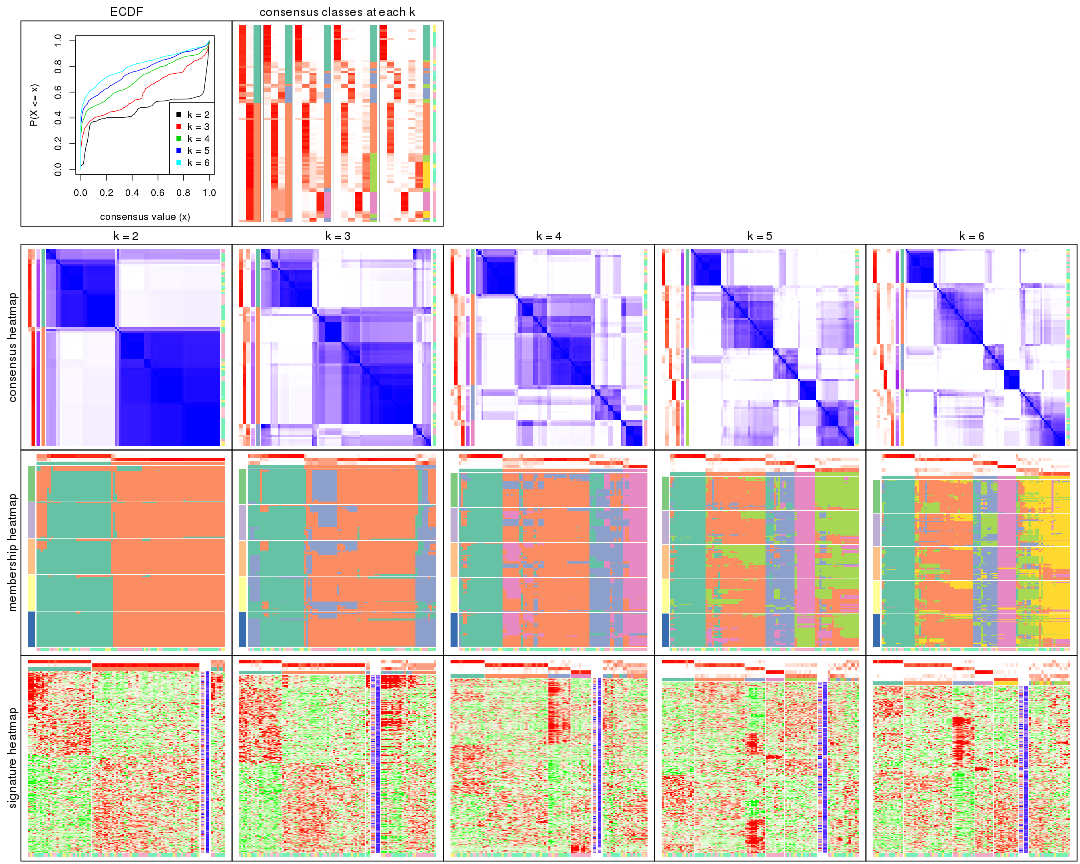 ECDF
consensus classes at each k
P(X <= x)
0.0
0.2
0.4
0.6
0.8
1.0
k = 2
k = 3
k = 4
k = 5
k = 6
0.0 0.2 0.4 0.6 0.8 1.0
consensus value (x)
k = 2
k = 3
k = 4
k = 5
k = 6
consensus heatmap
membership heatmap
signature heatmap